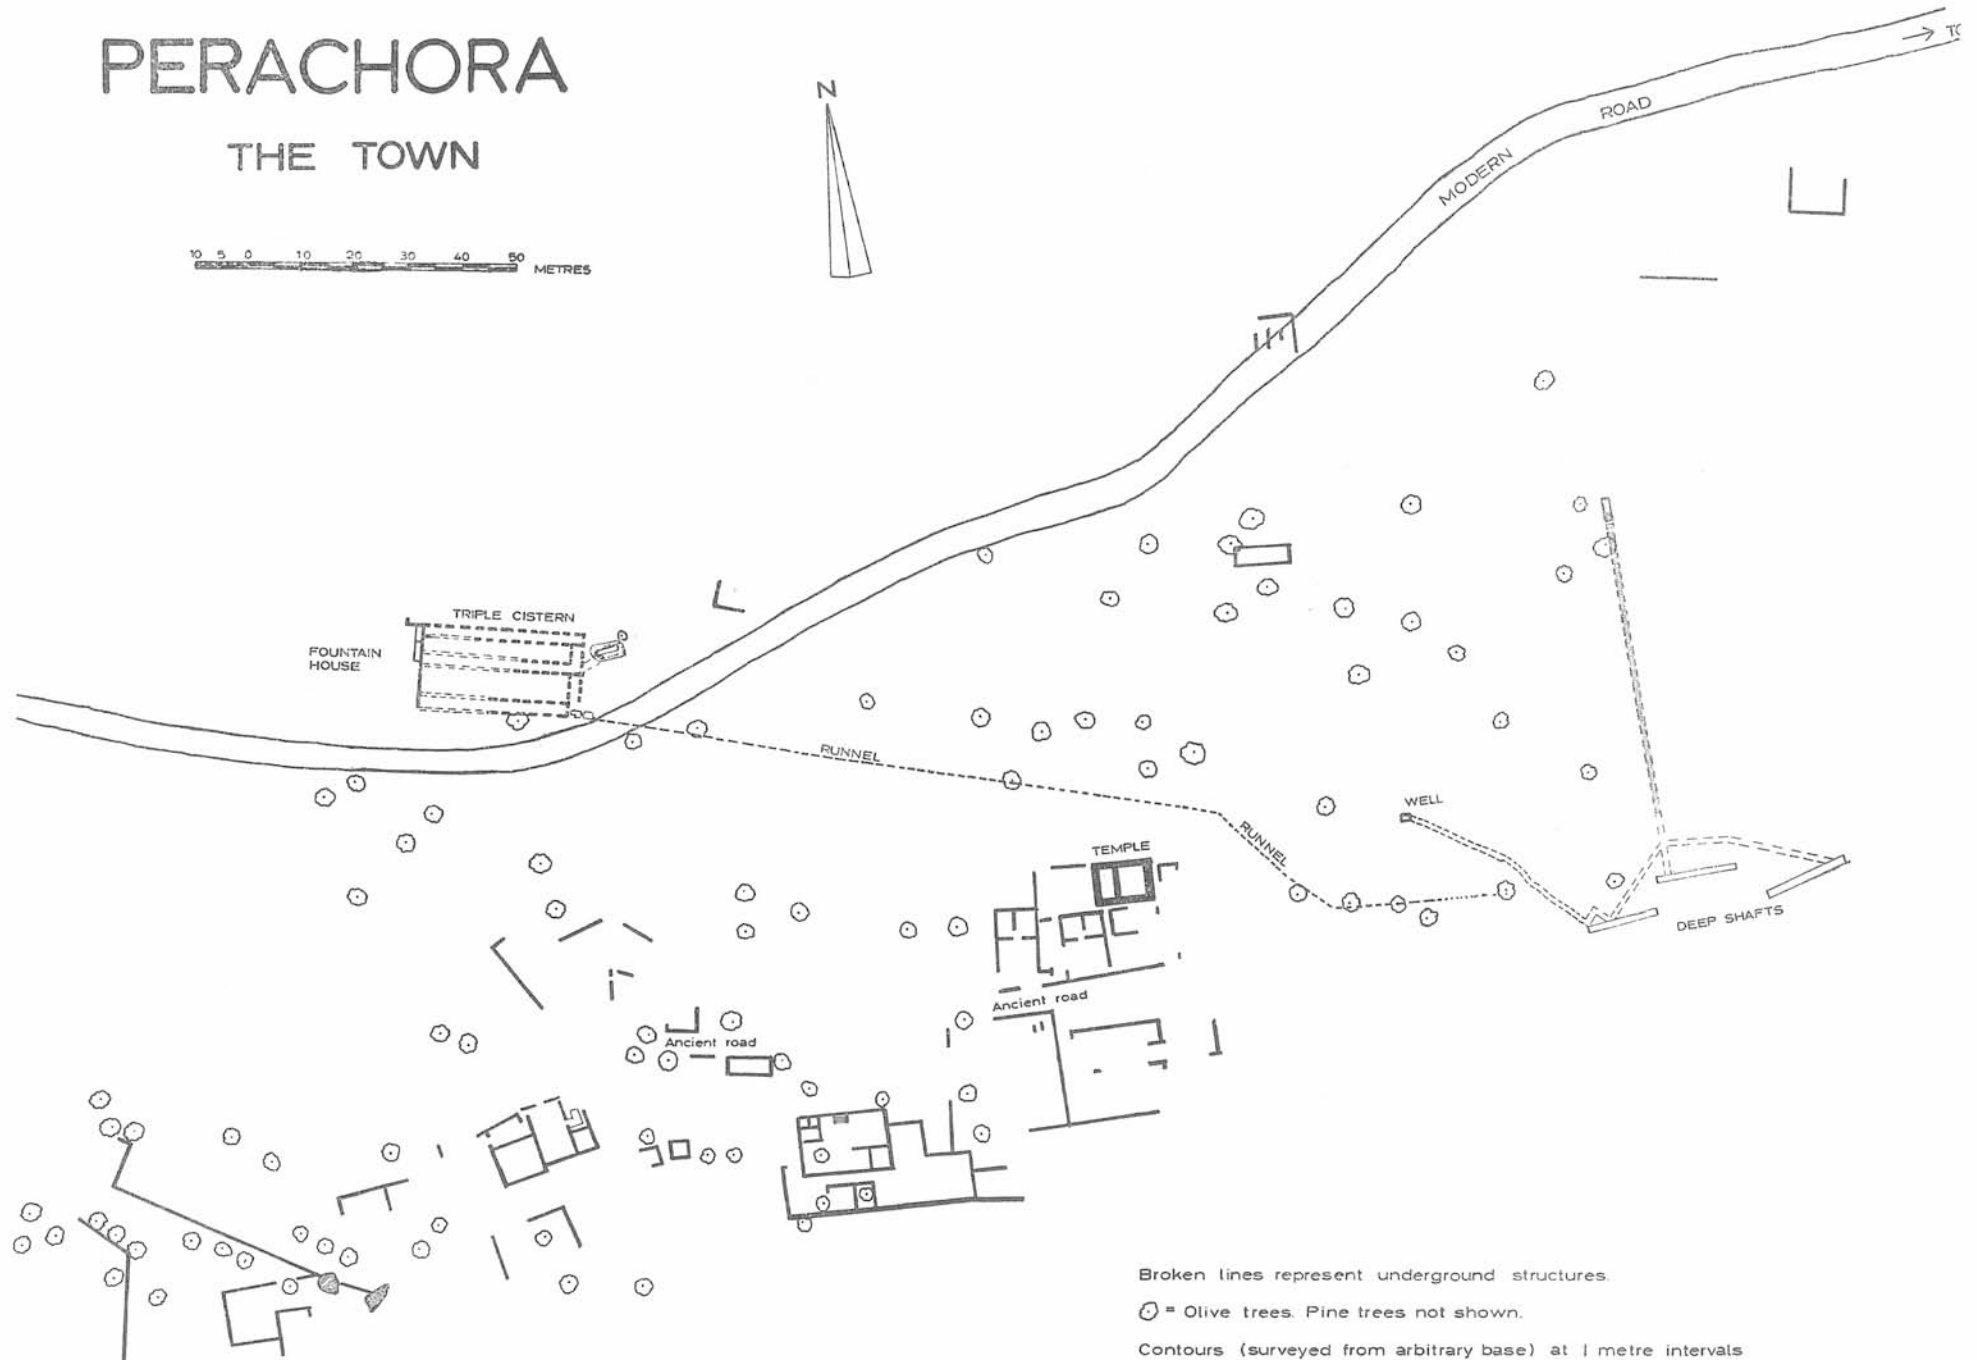 PERACHORA
THE TOWN
N
10 5 0 10 20 30 40 50
METRES
TO
ROAD
MODERN
TRIPLE CISTERN
FOUNTAIN
HOUSE
RUNNEL
RUNNEL
WELL
TEMPLE
DEEP SHAFTS
Ancient road
Ancient road
Broken lines represent underground structures.
= Olive trees. Pine trees not shown.
Contours (surveyed from arbitrary base) at 1 metre intervals